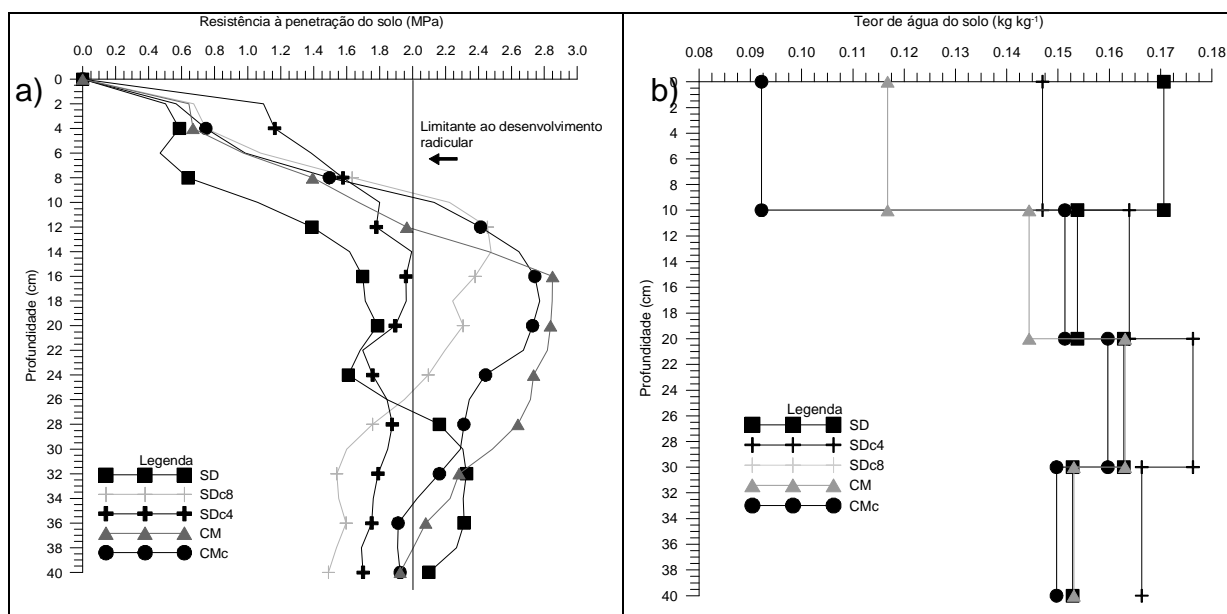 Resistência à penetração do solo (MPa)
0.0 0.2 0.4 0.6 0.8 1.0 1.2 1.4 1.6 1.8 2.0 2.2 2.4 2.6 2.8 3.0
a)
Profundidade (cm)
0
2
4
6
8
10
12
14
16
18
20
22
24
26
28
30
32
34
36
38
40
Limitante ao desenvolvimento
radicular
Legenda
SD
SDc8
SDc4
CM
CMc
Teor de água do solo (kg kg⁻¹)
0.08 0.09 0.10 0.11 0.12 0.13 0.14 0.15 0.16 0.17 0.18
b)
Profundidade (cm)
0
2
4
6
8
10
12
14
16
18
20
22
24
26
28
30
32
34
36
38
40
Legenda
SD
SDc4
SDc8
CM
CMc